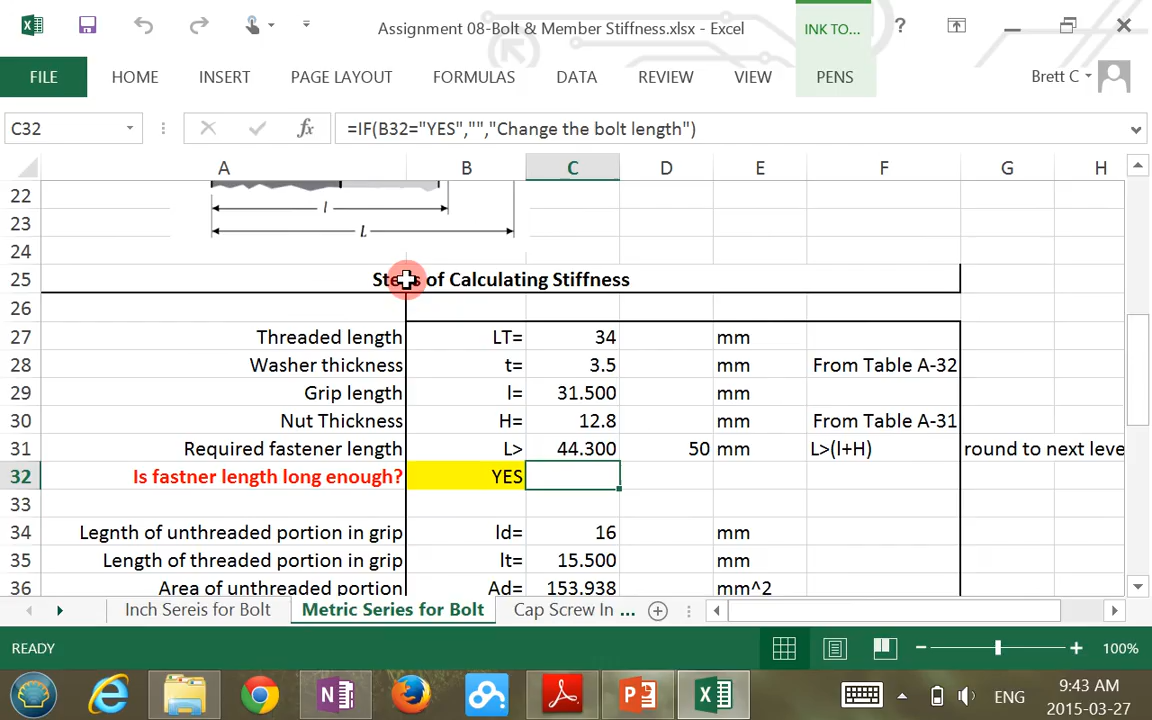 Assignment 08-Bolt & Member Stiffness.xlsx - Excel
INK TO... ?
FILE HOME INSERT PAGE LAYOUT FORMULAS DATA REVIEW VIEW PENS Brett C
C32 fx =IF(B32="YES","","Change the bolt length")
A B C D E F G H
22 l
23 L
24
25 Steps of Calculating Stiffness
26
27 Threaded length LT= 34 mm
28 Washer thickness t= 3.5 mm From Table A-32
29 Grip length l= 31.500 mm
30 Nut Thickness H= 12.8 mm From Table A-31
31 Required fastener length L> 44.300 50 mm L>(l+H) round to next leve
32 Is fastner length long enough? YES
33
34 Legnth of unthreaded portion in grip ld= 16 mm
35 Length of threaded portion in grip lt= 15.500 mm
36 Area of unthreaded portion Ad= 153.938 mm^2
Inch Sereis for Bolt Metric Series for Bolt Cap Screw In ...
READY 100%
ENG 9:43 AM
2015-03-27